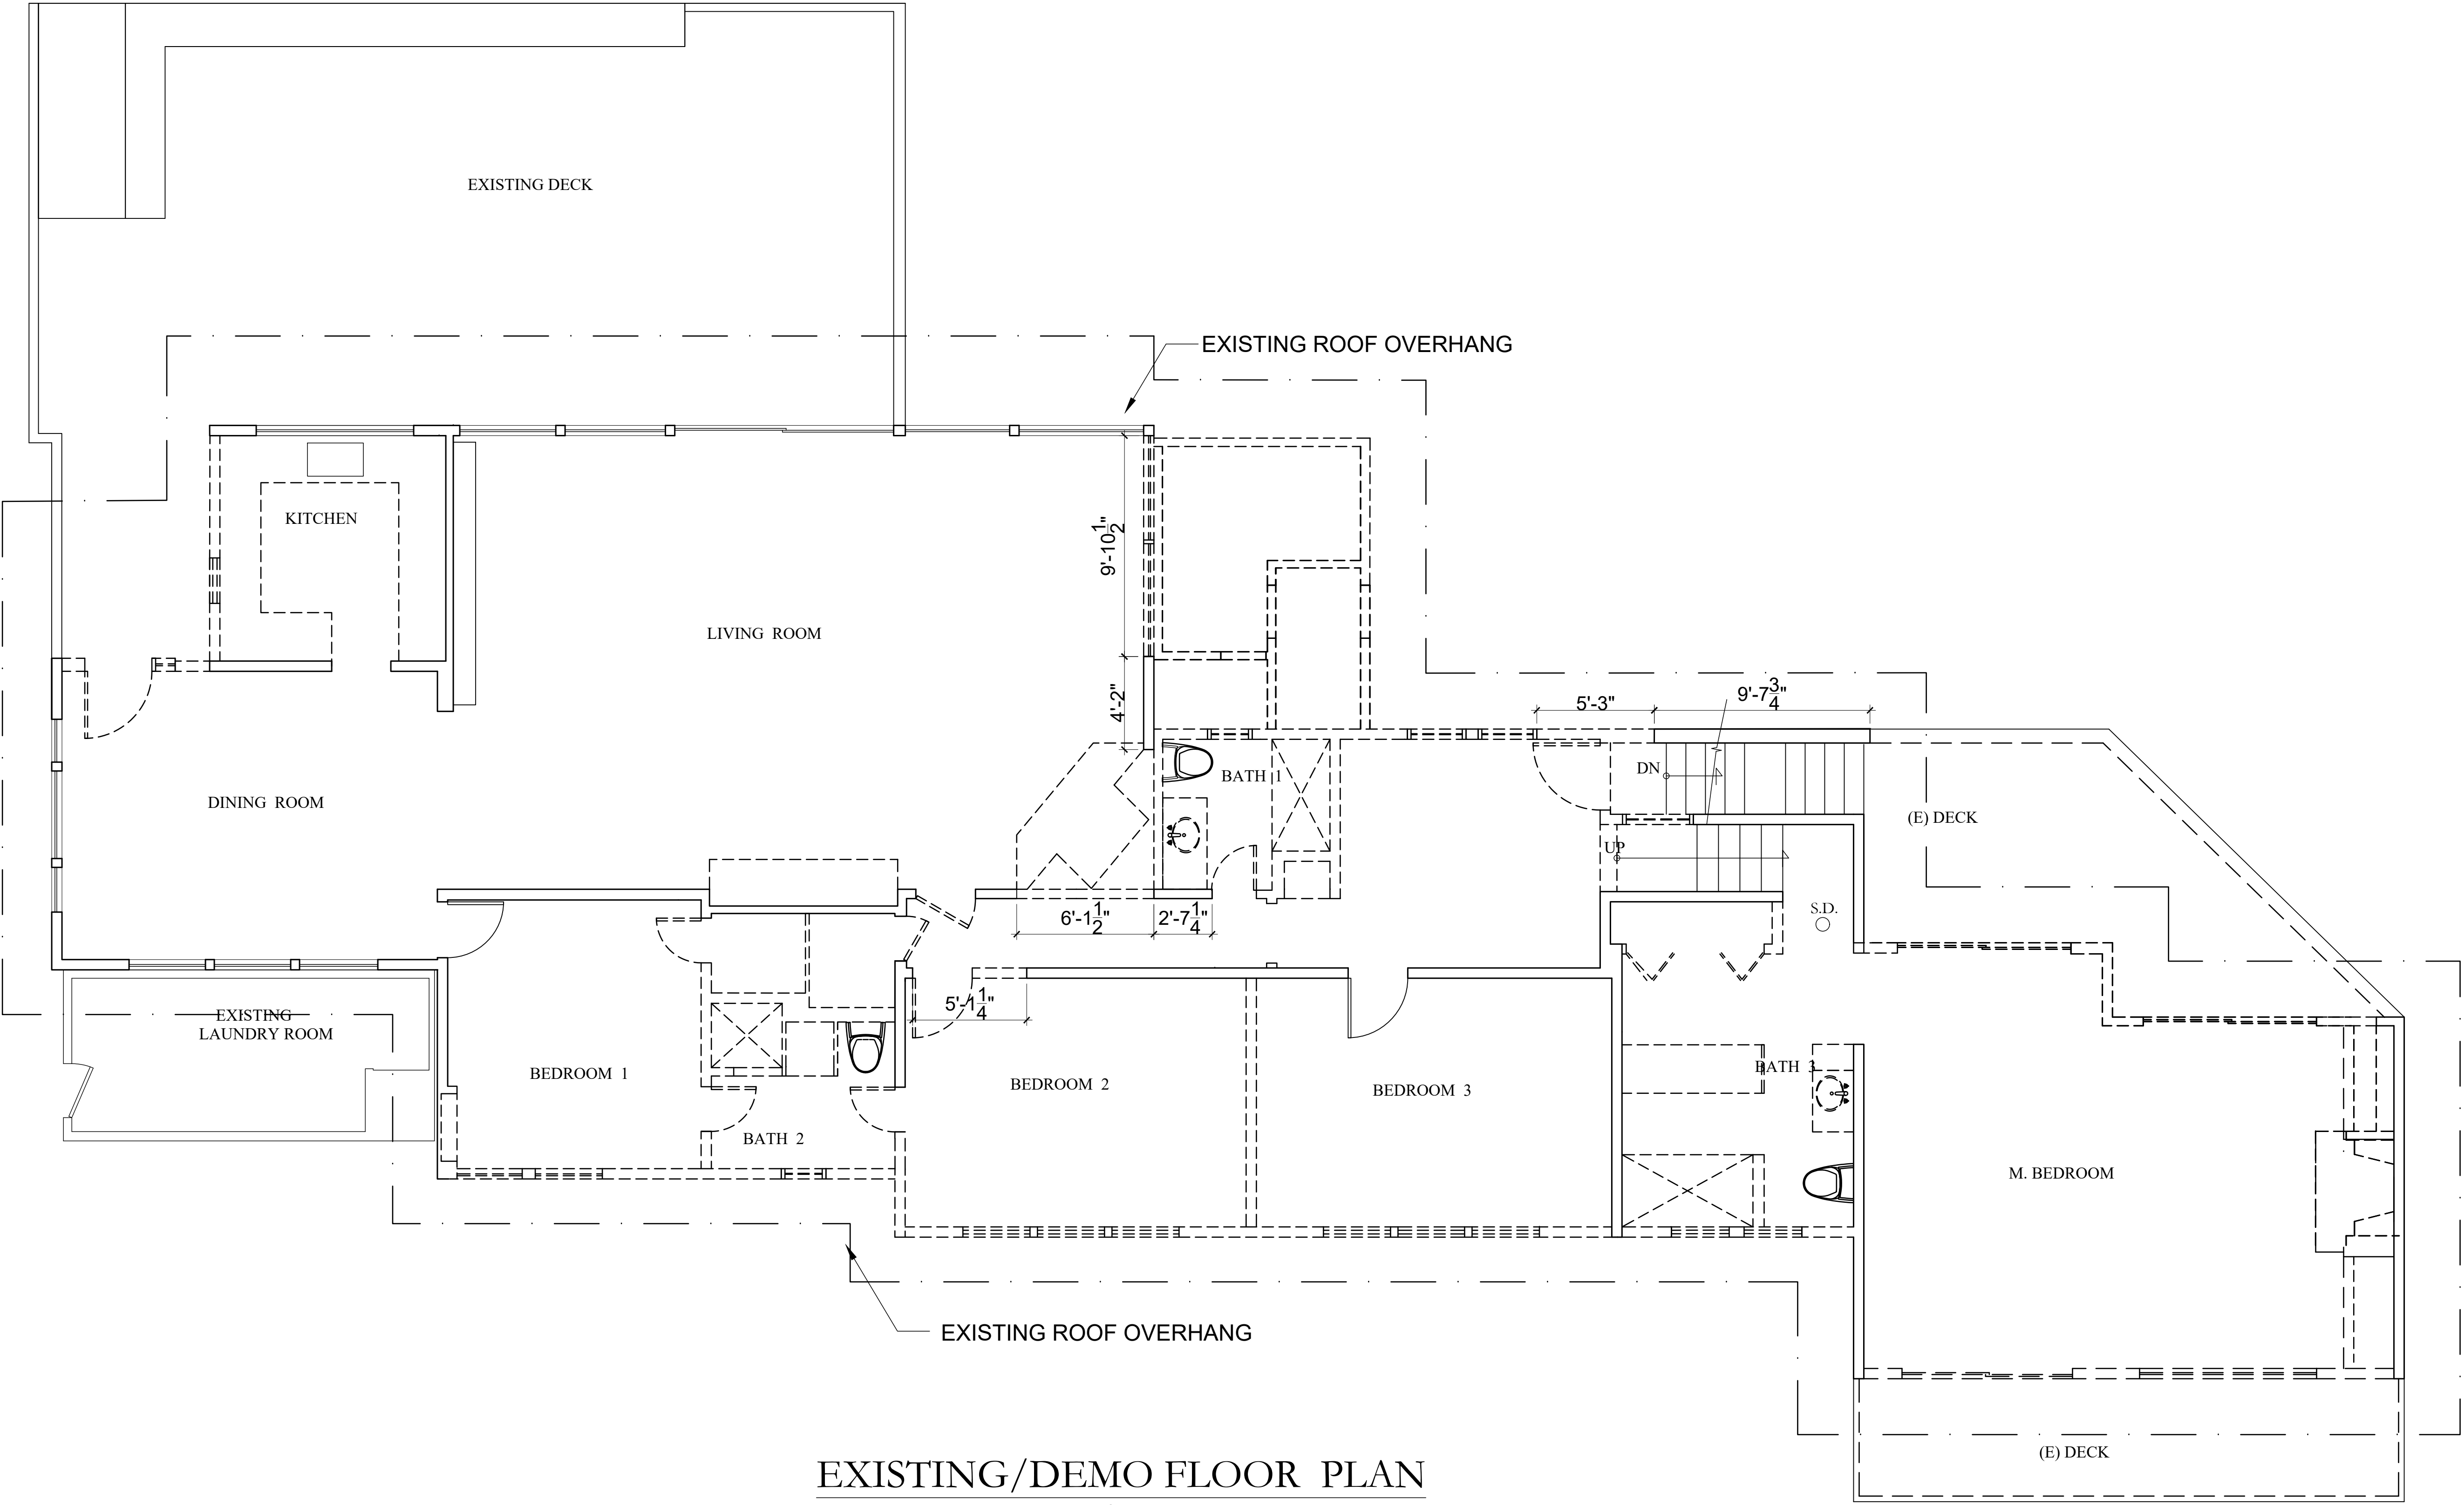 EXISTING DECK
EXISTING ROOF OVERHANG
KITCHEN
9'-10 1/2"
LIVING ROOM
4'-2"
5'-3"
9'-7 3/4"
DN
BATH 1
DINING ROOM
(E) DECK
UP
S.D.
6'-1 1/2"
2'-7 1/4"
5'-1 1/4"
EXISTING
LAUNDRY ROOM
BEDROOM 1
BEDROOM 2
BEDROOM 3
BATH 3
BATH 2
M. BEDROOM
EXISTING ROOF OVERHANG
(E) DECK
EXISTING/DEMO FLOOR PLAN